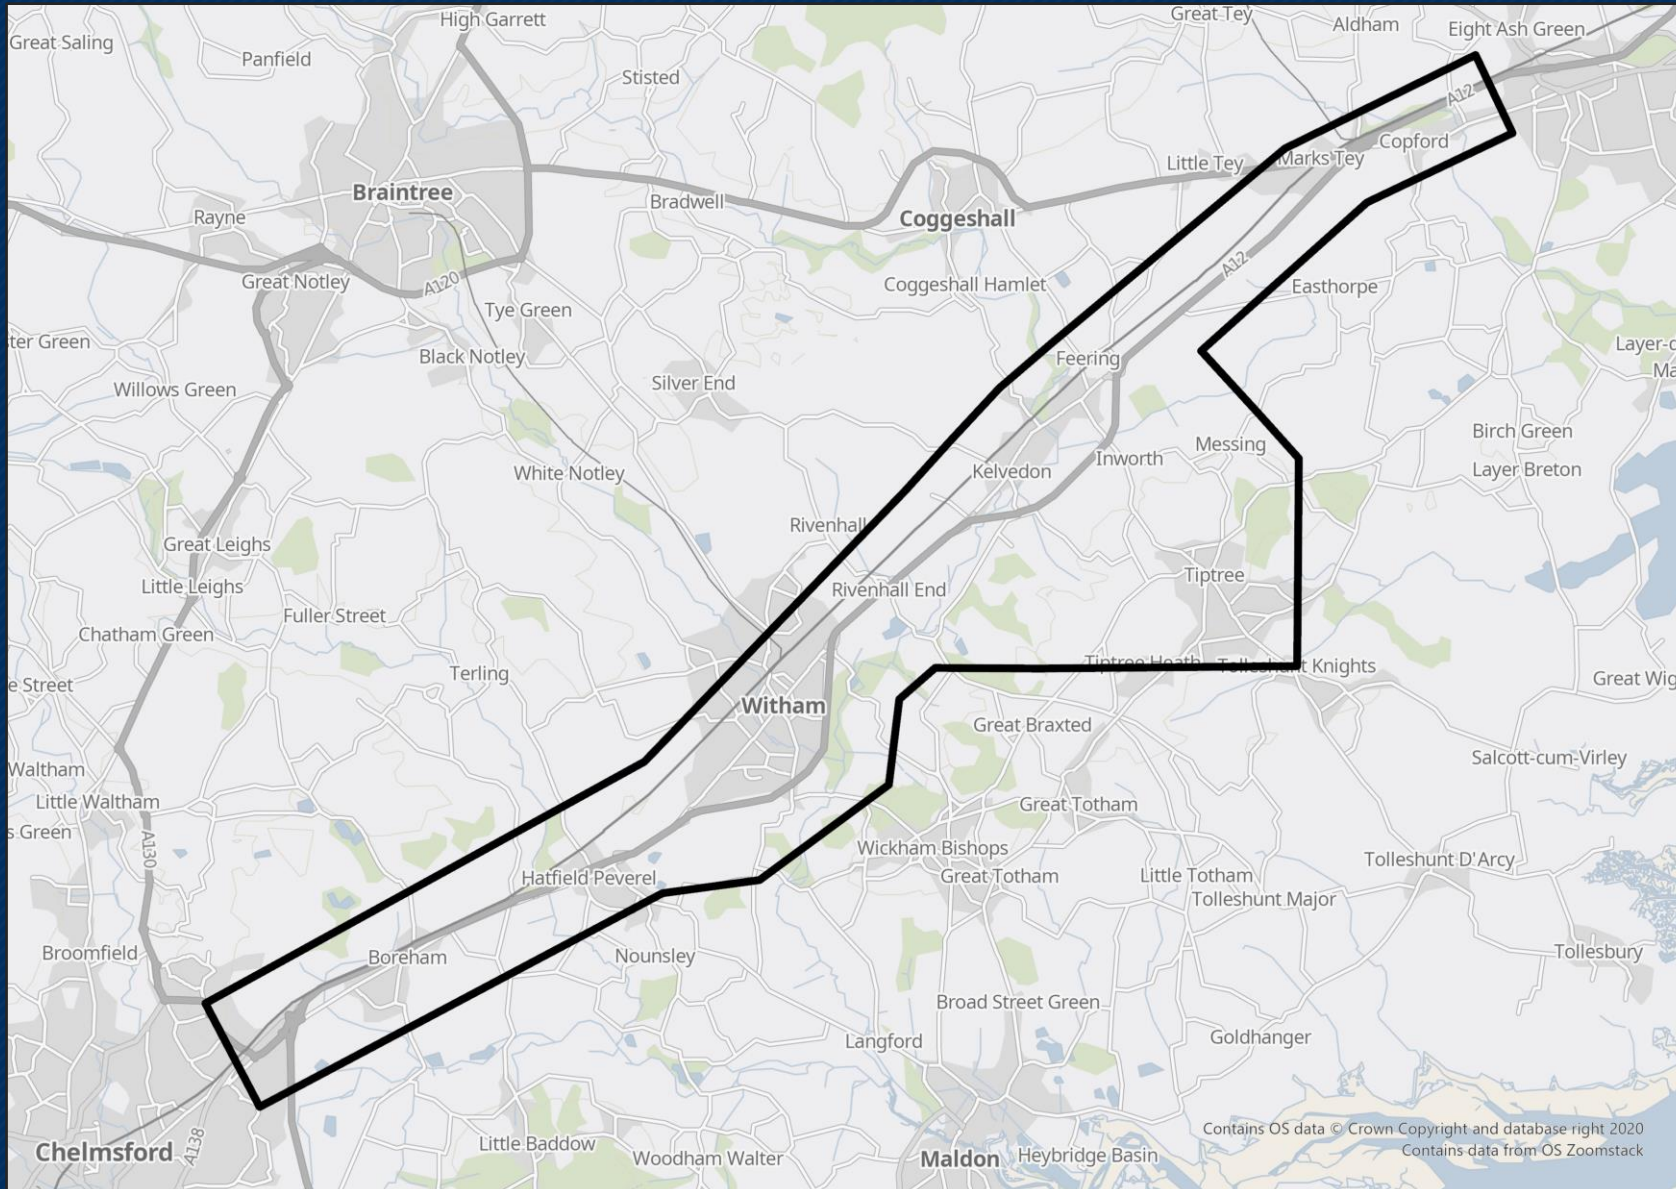 High Garrett
Great Tey
Aldham
Eight Ash Green
Great Saling
Panfield
Stisted
A12
Copford
Marks Tey
Little Tey
Braintree
Bradwell
Rayne
Coggeshall
A12
Great Notley
A120
Coggeshall Hamlet
Easthorpe
Tye Green
ter Green
Layer-d
Black Notley
Feering
Ma
Willows Green
Silver End
Birch Green
Messing
Inworth
Layer Breton
White Notley
Kelvedon
Rivenhall
Great Leighs
Little Leighs
Rivenhall End
Tiptree
Fuller Street
Chatham Green
Terling
Tiptree Heath
Tolleshunt Knights
e Street
Great Wig
Witham
Great Braxted
Salcott-cum-Virley
Waltham
Little Waltham
Great Totham
s Green
A130
Wickham Bishops
Tolleshunt D'Arcy
Hatfield Peverel
Great Totham
Little Totham
Tolleshunt Major
Broomfield
Boreham
Nounsley
Tollesbury
Broad Street Green
Langford
Goldhanger
Chelmsford
A138
Little Baddow
Woodham Walter
Maldon
Heybridge Basin
Contains OS data © Crown Copyright and database right 2020
Contains data from OS Zoomstack